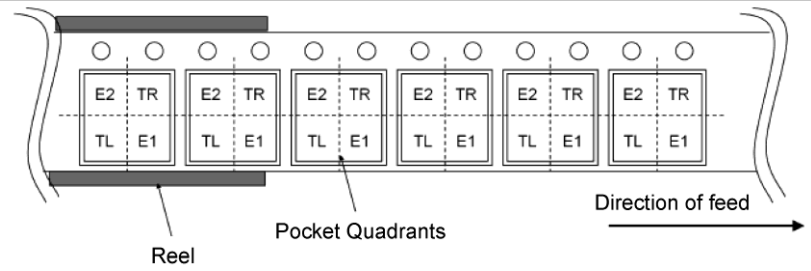 E2 TR E2 TR E2 TR E2 TR E2 TR E2 TR
TL E1 TL E1 TL E1 TL E1 TL E1 TL E1
Direction of feed
Pocket Quadrants
Reel